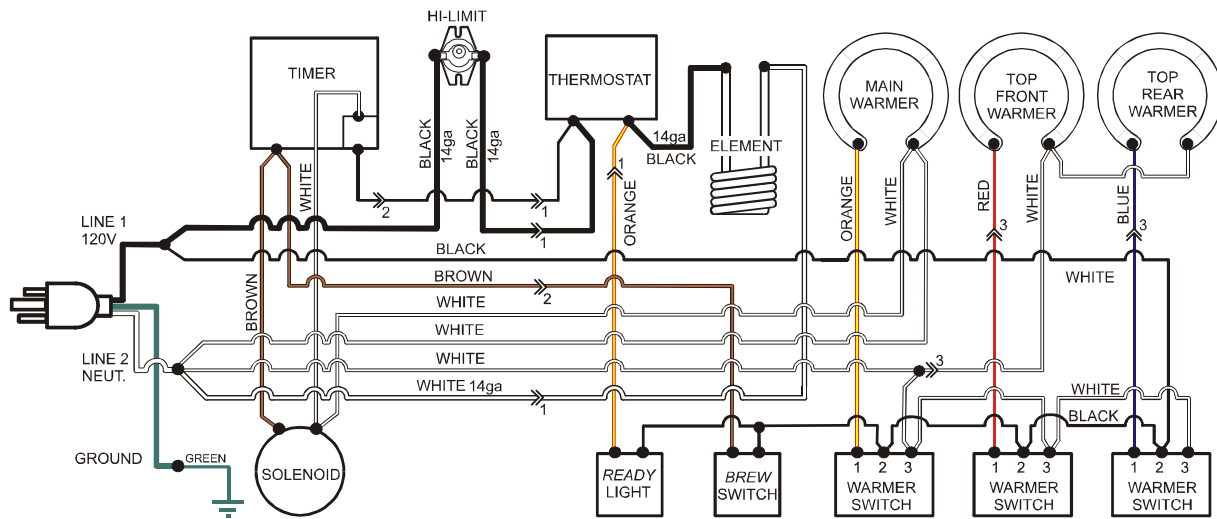 HI-LIMIT
TIMER
THERMOSTAT
MAIN
WARMER
TOP
FRONT
WARMER
TOP
REAR
WARMER
BLACK
14ga
BLACK
14ga
14ga
BLACK
ELEMENT
WHITE
1
ORANGE
ORANGE
WHITE
RED
WHITE
BLUE
3
3
2
1
1
LINE 1
120V
BLACK
WHITE
BROWN
BROWN
2
WHITE
WHITE
LINE 2
NEUT.
WHITE
3
WHITE 14ga
1
WHITE
BLACK
GROUND
GREEN
SOLENOID
READY
LIGHT
BREW
SWITCH
1 2 3
WARMER
SWITCH
1 2 3
WARMER
SWITCH
1 2 3
WARMER
SWITCH